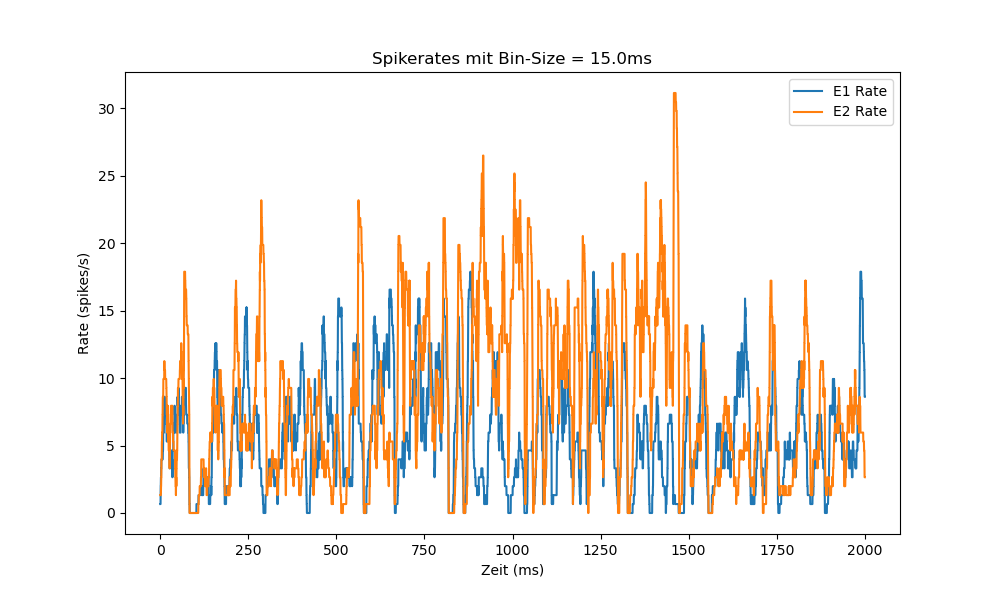 Spikerates mit Bin-Size = 15.0ms
E1 Rate
E2 Rate
Rate (spikes/s)
30
25
20
15
10
5
0
0 250 500 750 1000 1250 1500 1750 2000
Zeit (ms)